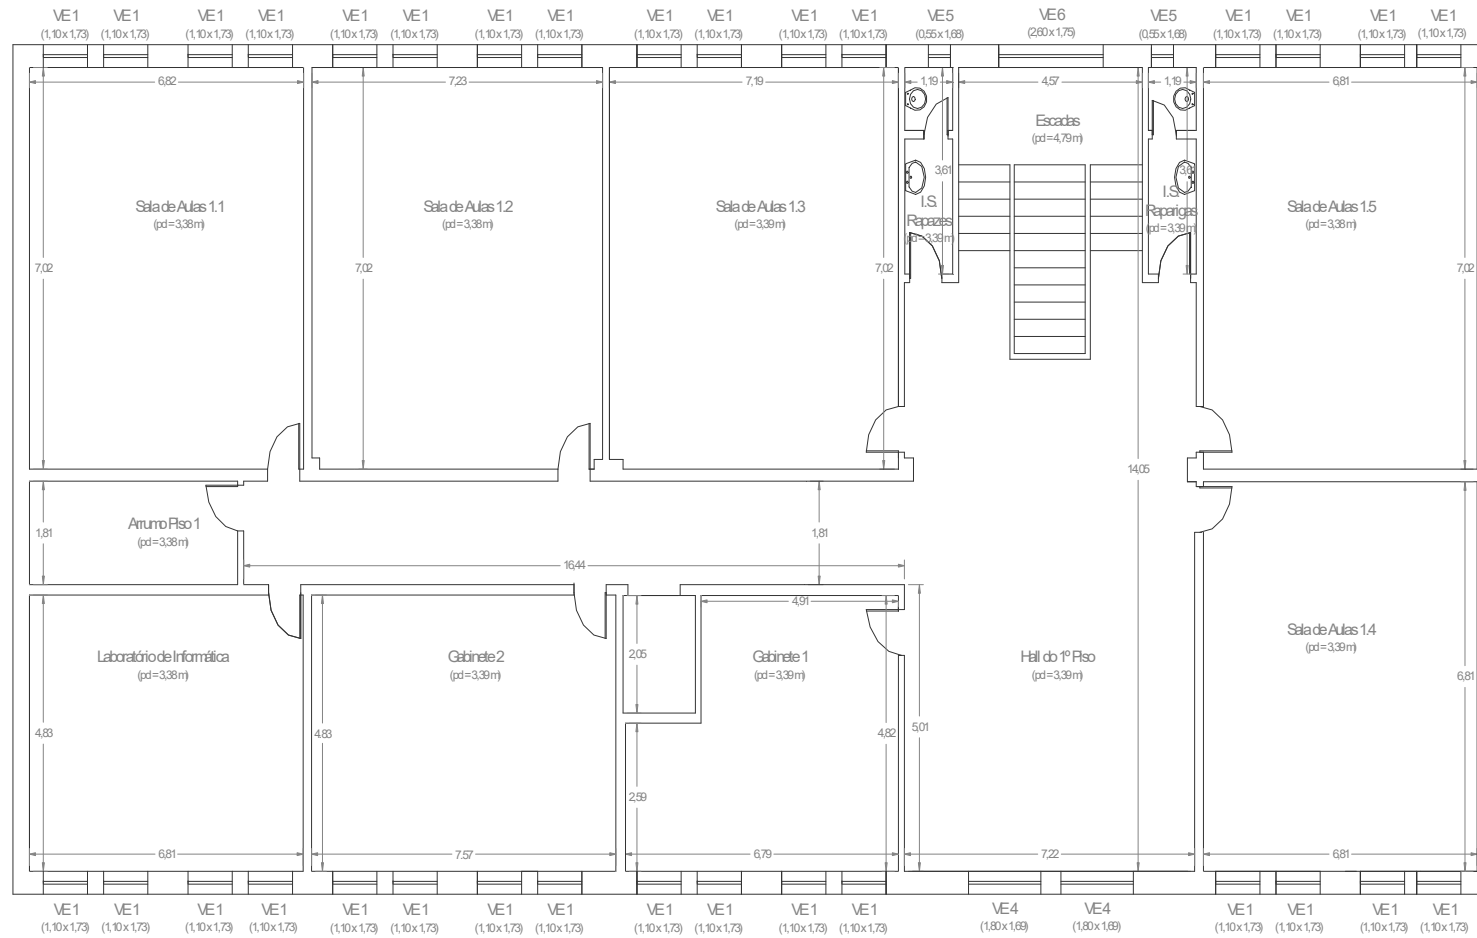 VE1 VE1 VE1 VE1 VE1 VE1 VE1 VE1 VE1 VE1 VE1 VE1 VE5 VE6 VE5 VE1 VE1 VE1 VE1
(1,10x1,73) (1,10x1,73) (1,10x1,73) (1,10x1,73) (1,10x1,73) (1,10x1,73) (1,10x1,73) (1,10x1,73) (1,10x1,73) (1,10x1,73) (1,10x1,73) (1,10x1,73) (0,55x1,68) (2,60x1,75) (0,55x1,68) (1,10x1,73) (1,10x1,73) (1,10x1,73) (1,10x1,73)
6,82 7,23 7,19 1,19 4,57 1,19 6,81
Escadas
(pd=4,79m)
3,61
Sala de Aulas 1.1 Sala de Aulas 1.2 Sala de Aulas 1.3 I.S. Rapazes I.S. Raparigas Sala de Aulas 1.5
(pd=3,38m) (pd=3,38m) (pd=3,39m) (pd=3,39m) (pd=3,39m) (pd=3,38m)
7,02 7,02 7,02 7,02
14,05
Arrumo Piso 1
(pd=3,38m)
1,81 1,81
16,44
4,91
Sala de Aulas 1.4
(pd=3,39m)
Laboratório de Informática Gabinete 2 2,05 Gabinete 1 Hall do 1º Piso
(pd=3,38m) (pd=3,39m) (pd=3,39m) (pd=3,39m)
6,81
4,83 4,83 4,82 5,01
2,59
6,81 7,57 6,79 7,22 6,81
VE1 VE1 VE1 VE1 VE1 VE1 VE1 VE1 VE1 VE1 VE1 VE1 VE4 VE4 VE1 VE1 VE1 VE1
(1,10x1,73) (1,10x1,73) (1,10x1,73) (1,10x1,73) (1,10x1,73) (1,10x1,73) (1,10x1,73) (1,10x1,73) (1,10x1,73) (1,10x1,73) (1,10x1,73) (1,10x1,73) (1,80x1,69) (1,80x1,69) (1,10x1,73) (1,10x1,73) (1,10x1,73) (1,10x1,73)